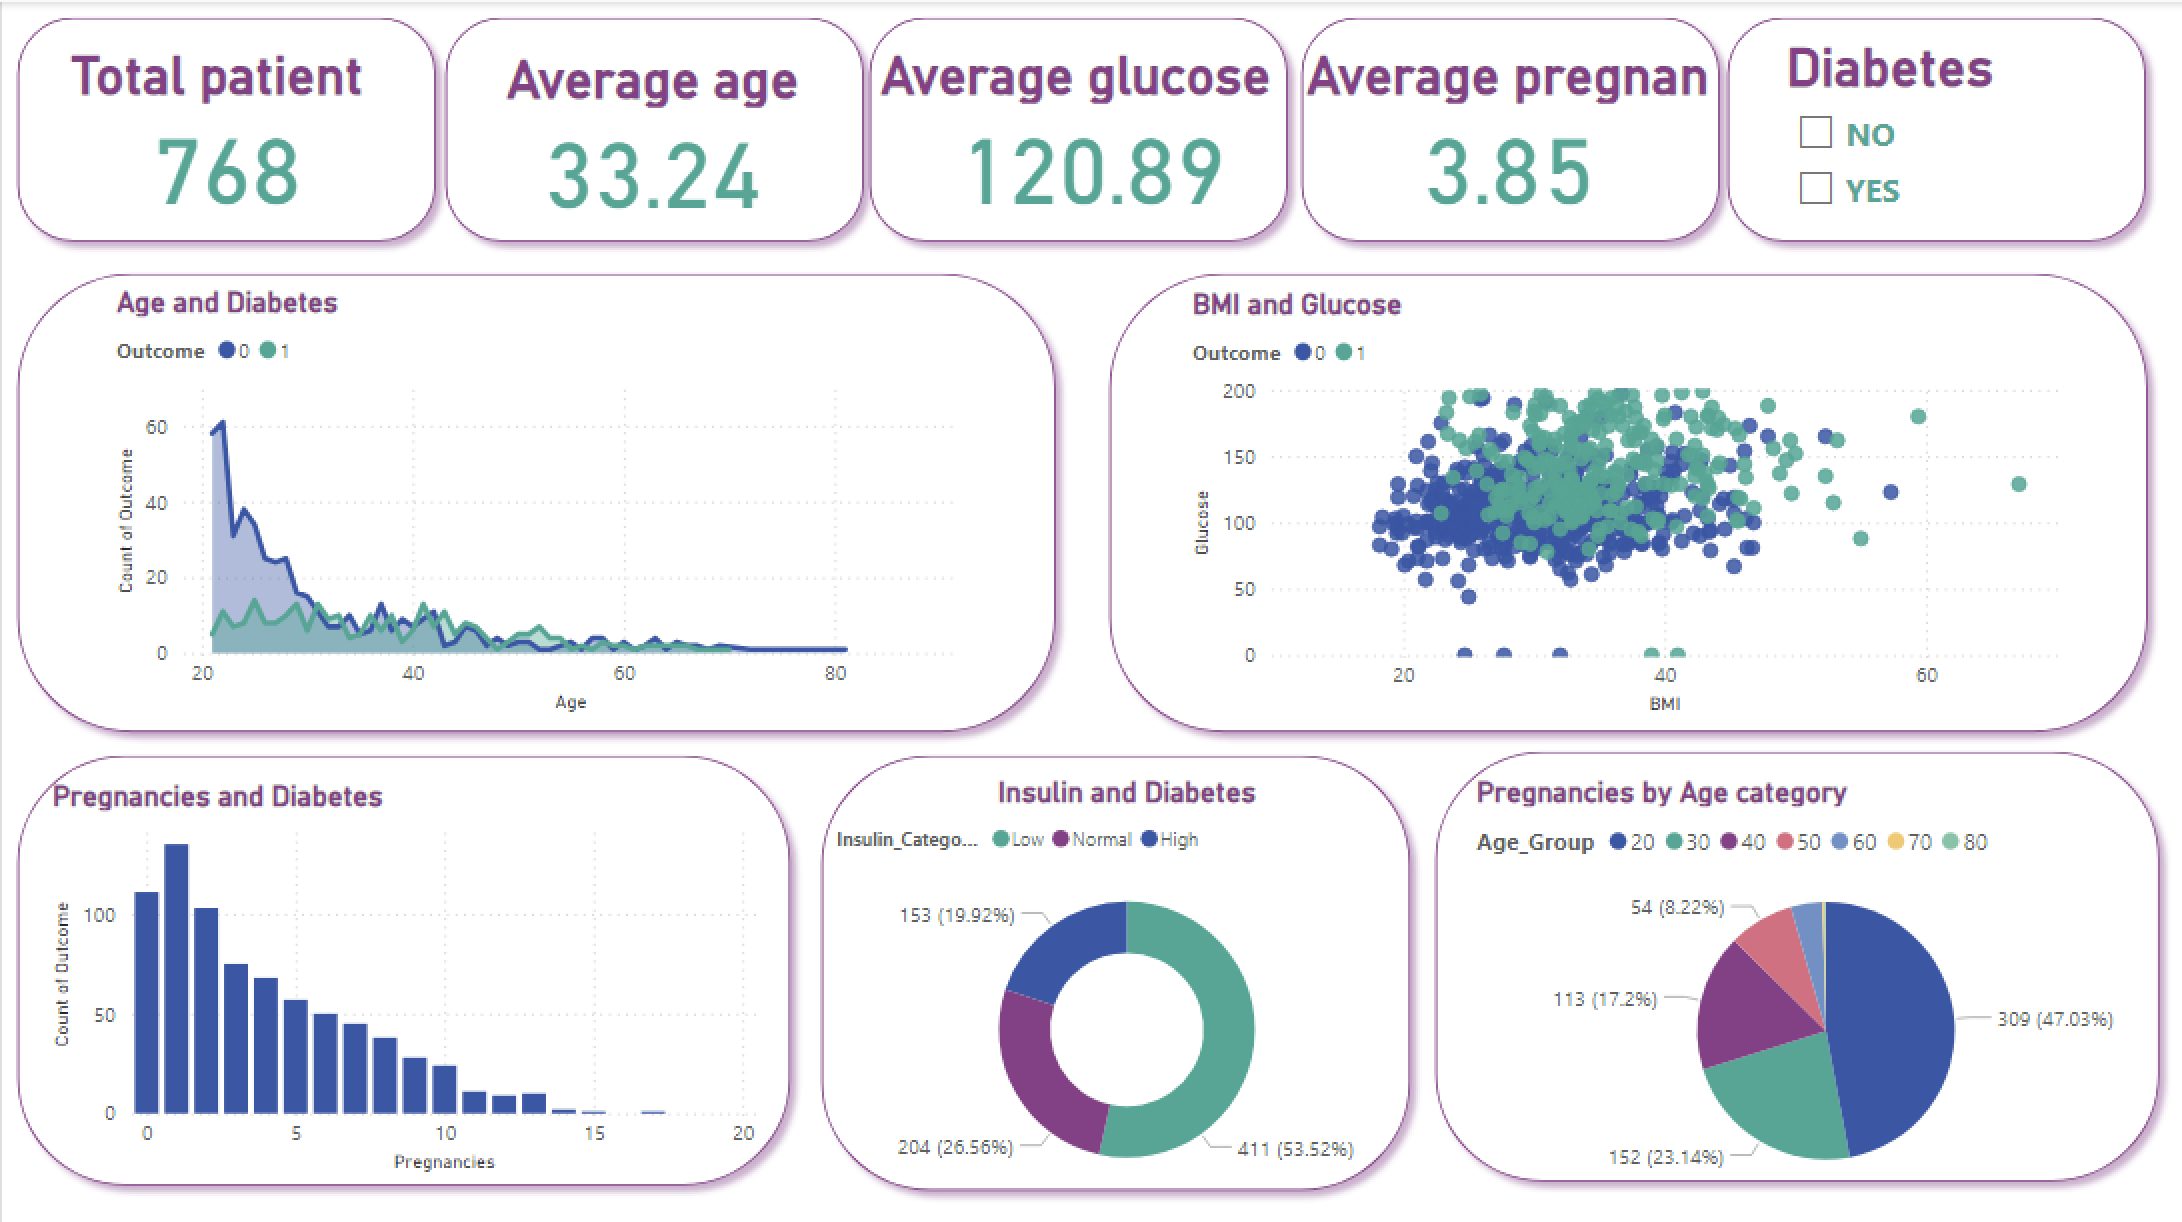 Total patient
768
Average age
33.24
Average glucose
120.89
Average pregnan
3.85
Diabetes
NO
YES
Age and Diabetes
Outcome 0 1
Count of Outcome
60
40
20
0
20 40 60 80
Age
BMI and Glucose
Outcome 0 1
Glucose
200
150
100
50
0
20 40 60
BMI
Pregnancies and Diabetes
Count of Outcome
100
50
0
0 5 10 15 20
Pregnancies
Insulin and Diabetes
Insulin_Catego... Low Normal High
153 (19.92%)
204 (26.56%)
411 (53.52%)
Pregnancies by Age category
Age_Group 20 30 40 50 60 70 80
54 (8.22%)
113 (17.2%)
309 (47.03%)
152 (23.14%)